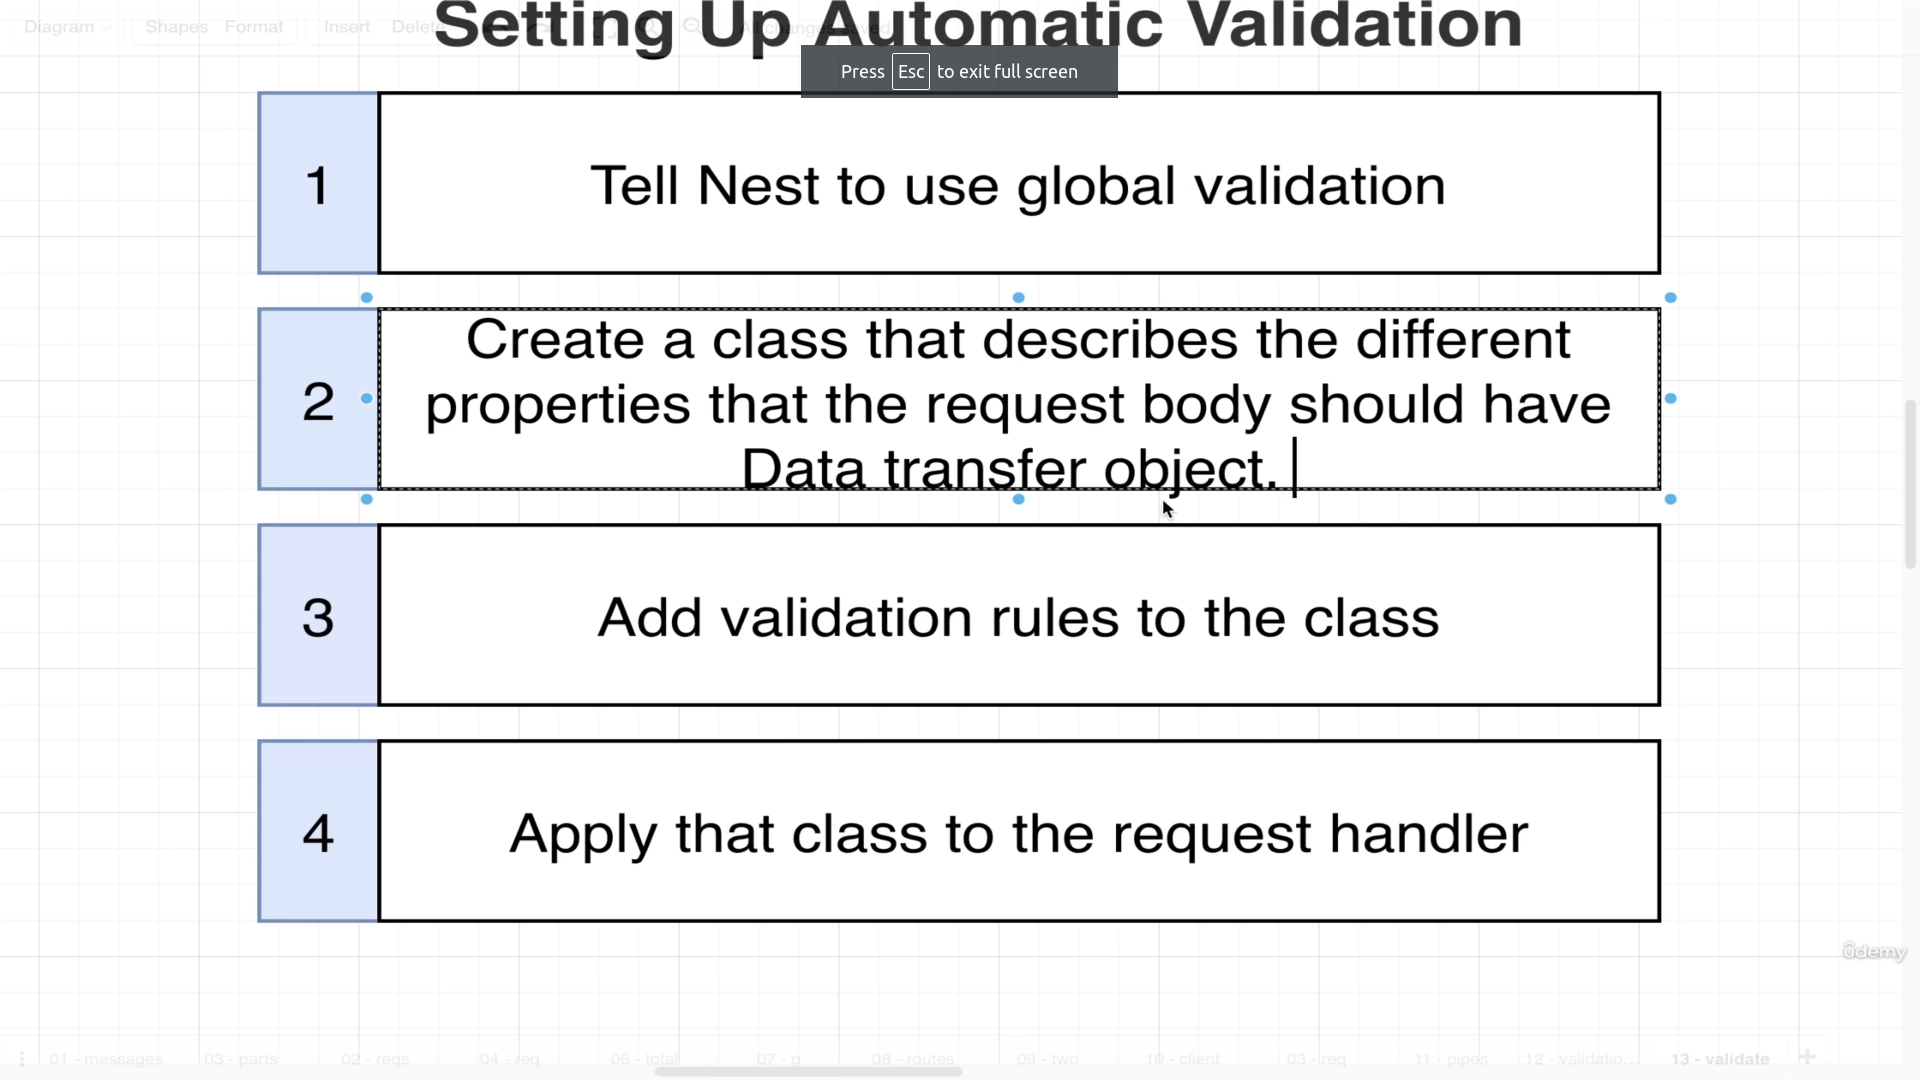 Setting Up Automatic Validation
Diagram
Shapes
Format
Insert
Delete
Press Esc to exit full screen
1
Tell Nest to use global validation
2
Create a class that describes the different
properties that the request body should have
Data transfer object.
3
Add validation rules to the class
4
Apply that class to the request handler
ûdemy
01 - messages
03 - parts
02 - reqs
04 - req
06 - total
07 - g
08 - routes
09 - two
10 - client
03 - req
11 - pipes
12 - validatio...
13 - validate